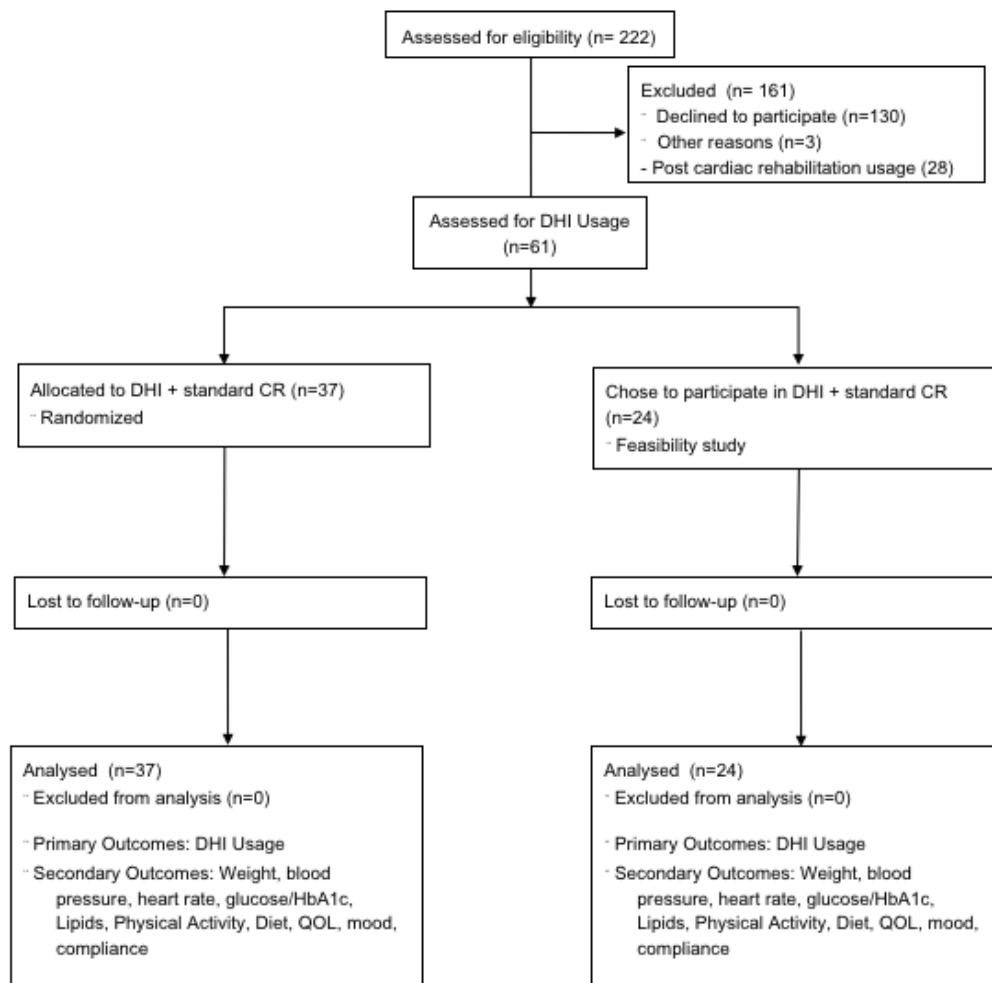 Assessed for eligibility (n= 222)
Excluded (n= 161)
¨ Declined to participate (n=130)
¨ Other reasons (n=3)
- Post cardiac rehabilitation usage (28)
Assessed for DHI Usage
(n=61)
Allocated to DHI + standard CR (n=37)
¨ Randomized
Chose to participate in DHI + standard CR
(n=24)
¨ Feasibility study
Lost to follow-up (n=0)
Lost to follow-up (n=0)
Analysed (n=37)
¨ Excluded from analysis (n=0)
¨ Primary Outcomes: DHI Usage
¨ Secondary Outcomes: Weight, blood
pressure, heart rate, glucose/HbA1c,
Lipids, Physical Activity, Diet, QOL, mood,
compliance
Analysed (n=24)
¨ Excluded from analysis (n=0)
¨ Primary Outcomes: DHI Usage
¨ Secondary Outcomes: Weight, blood
pressure, heart rate, glucose/HbA1c,
Lipids, Physical Activity, Diet, QOL, mood,
compliance